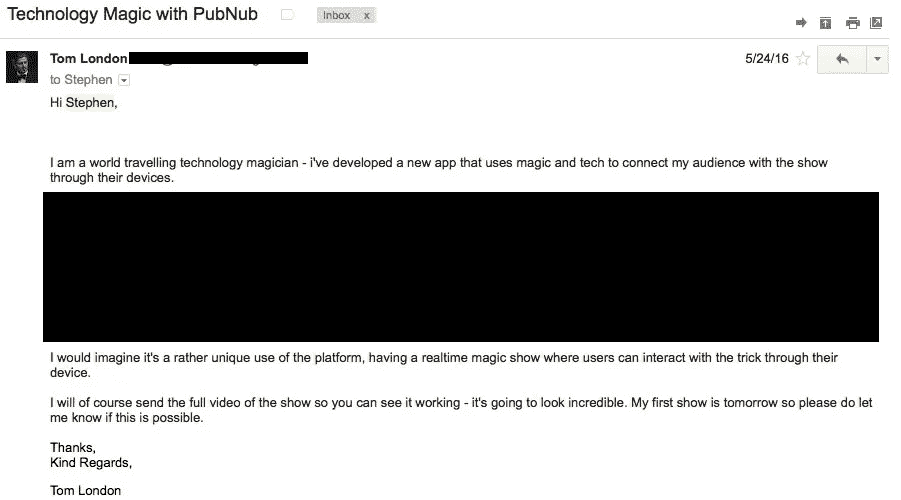 Technology Magic with PubNub
Inbox x
Tom London
5/24/16
to Stephen
Hi Stephen,
I am a world travelling technology magician - i've developed a new app that uses magic and tech to connect my audience with the show
through their devices.
I would imagine it's a rather unique use of the platform, having a realtime magic show where users can interact with the trick through their
device.
I will of course send the full video of the show so you can see it working - it's going to look incredible. My first show is tomorrow so please do let
me know if this is possible.
Thanks,
Kind Regards,
Tom London